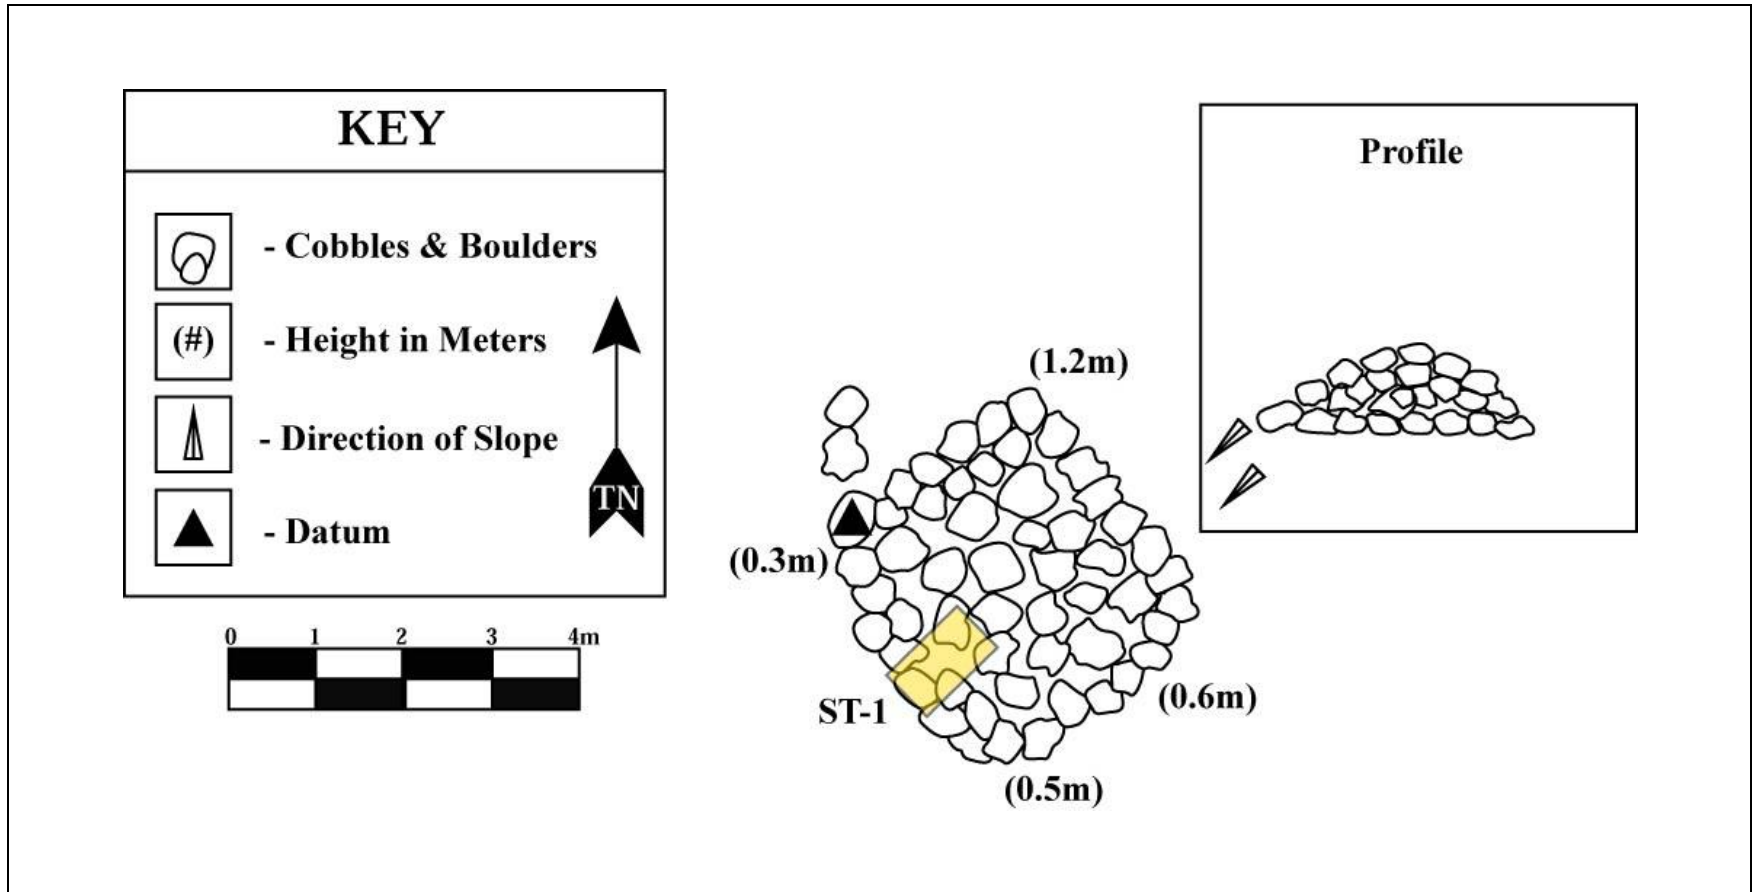 KEY
- Cobbles & Boulders
(#) - Height in Meters
- Direction of Slope
- Datum
TN
0 1 2 3 4m
Profile
(1.2m)
(0.3m)
ST-1
(0.6m)
(0.5m)